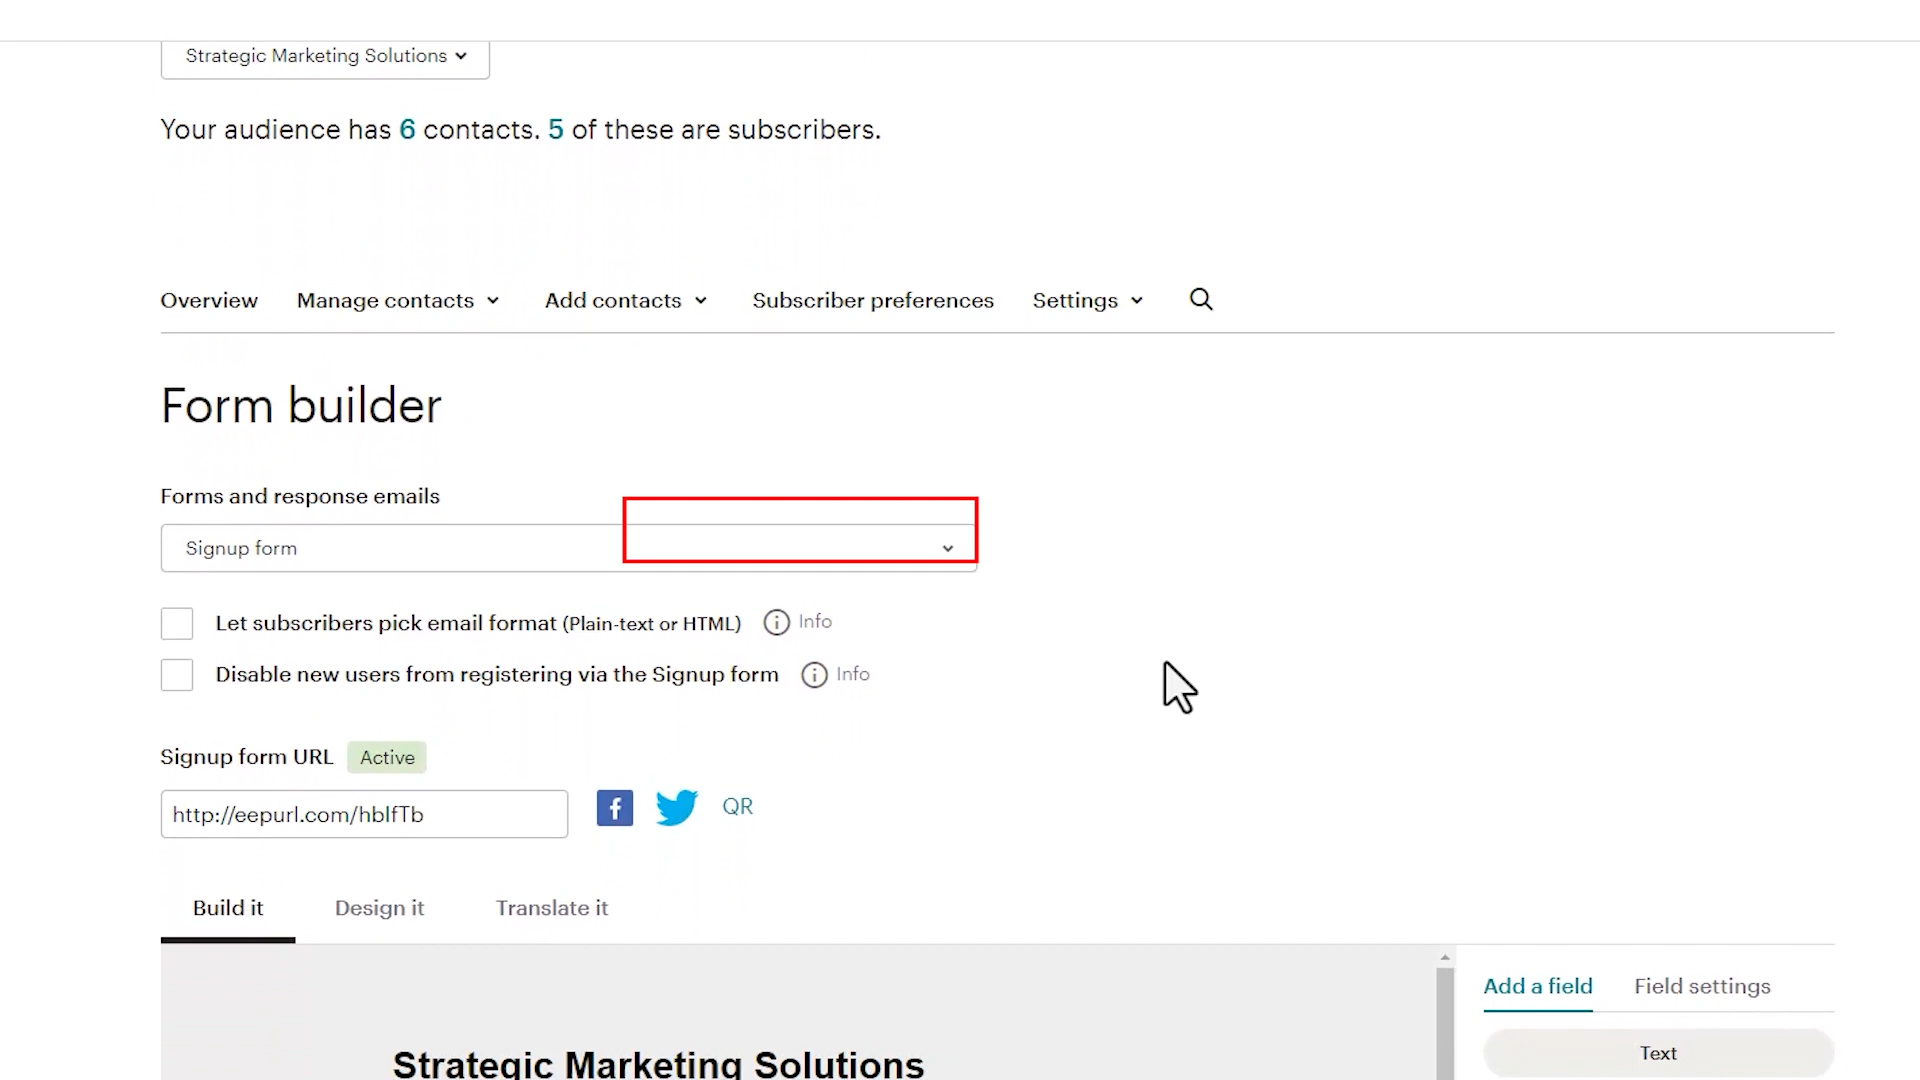 Strategic Marketing Solutions
Your audience has 6 contacts. 5 of these are subscribers.
Overview Manage contacts Add contacts Subscriber preferences Settings
Form builder
Forms and response emails
Signup form
Let subscribers pick email format (Plain-text or HTML) Info
Disable new users from registering via the Signup form Info
Signup form URL Active
http://eepurl.com/hblfTb QR
Build it Design it Translate it
Add a field Field settings
Strategic Marketing Solutions
Text